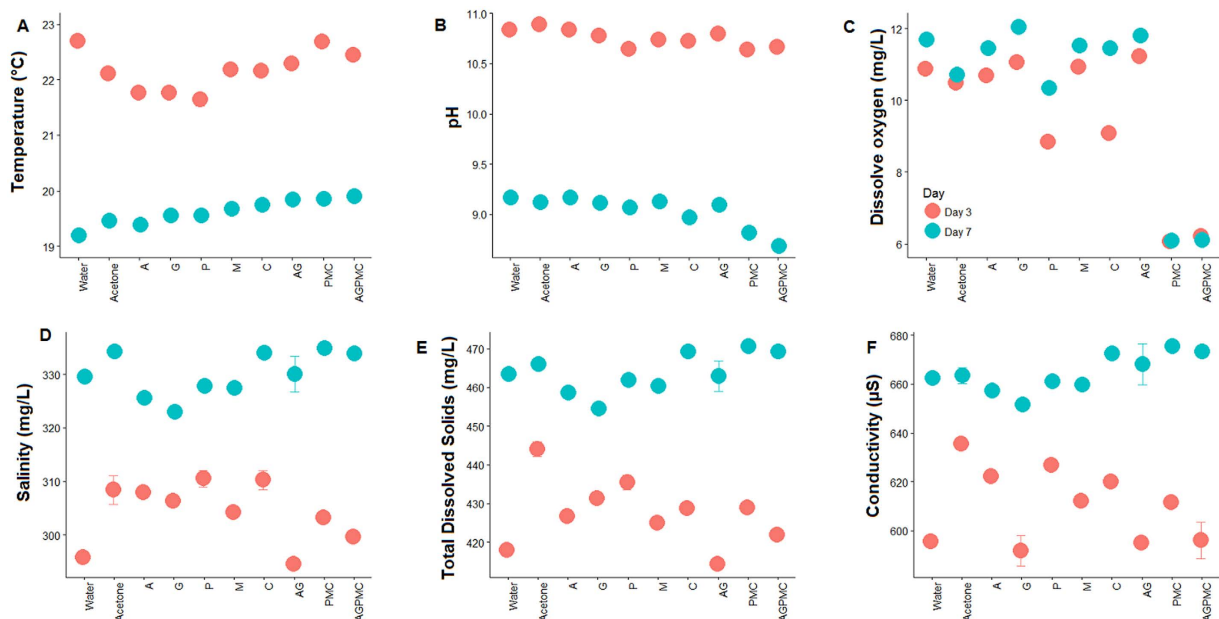 A
Temperature (°C)
23
22
21
20
19
Water
Acetone
A
G
P
M
C
AG
PMC
AGPMC
B
pH
11.0
10.5
10.0
9.5
9.0
Water
Acetone
A
G
P
M
C
AG
PMC
AGPMC
C
Dissolve oxygen (mg/L)
12
10
8
6
Day
Day 3
Day 7
Water
Acetone
A
G
P
M
C
AG
PMC
AGPMC
D
Salinity (mg/L)
330
320
310
300
Water
Acetone
A
G
P
M
C
AG
PMC
AGPMC
E
Total Dissolved Solids (mg/L)
470
460
450
440
430
420
Water
Acetone
A
G
P
M
C
AG
PMC
AGPMC
F
Conductivity (µS)
680
660
640
620
600
Water
Acetone
A
G
P
M
C
AG
PMC
AGPMC